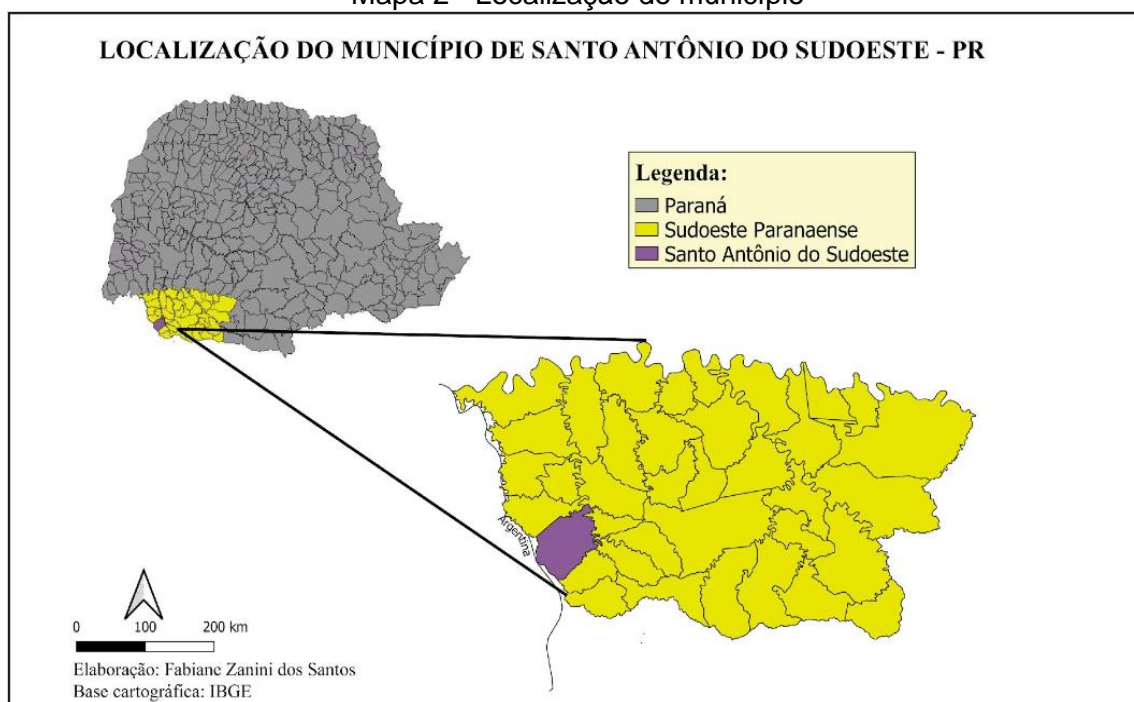 Mapa 2 - Localização do município
LOCALIZAÇÃO DO MUNICÍPIO DE SANTO ANTÔNIO DO SUDOESTE - PR
Legenda:
Paraná
Sudoeste Paranaense
Santo Antônio do Sudoeste
Argentina
0 100 200 km
Elaboração: Fabiane Zanini dos Santos
Base cartográfica: IBGE